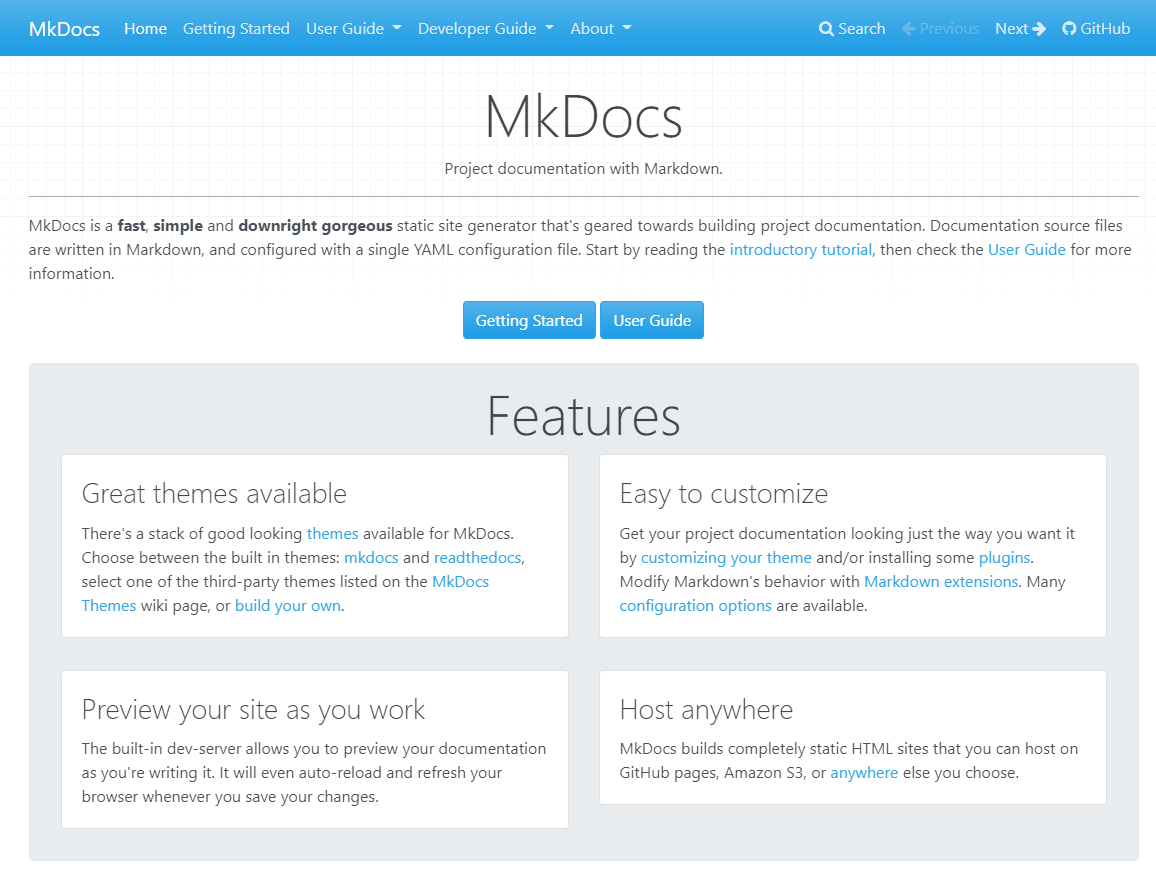 MkDocs Home Getting Started User Guide Developer Guide About Search Previous Next GitHub
MkDocs
Project documentation with Markdown.
MkDocs is a fast, simple and downright gorgeous static site generator that's geared towards building project documentation. Documentation source files
are written in Markdown, and configured with a single YAML configuration file. Start by reading the introductory tutorial, then check the User Guide for more
information.
Getting Started User Guide
Features
Great themes available
There's a stack of good looking themes available for MkDocs.
Choose between the built in themes: mkdocs and readthedocs,
select one of the third-party themes listed on the MkDocs
Themes wiki page, or build your own.
Easy to customize
Get your project documentation looking just the way you want it
by customizing your theme and/or installing some plugins.
Modify Markdown's behavior with Markdown extensions. Many
configuration options are available.
Preview your site as you work
The built-in dev-server allows you to preview your documentation
as you're writing it. It will even auto-reload and refresh your
browser whenever you save your changes.
Host anywhere
MkDocs builds completely static HTML sites that you can host on
GitHub pages, Amazon S3, or anywhere else you choose.